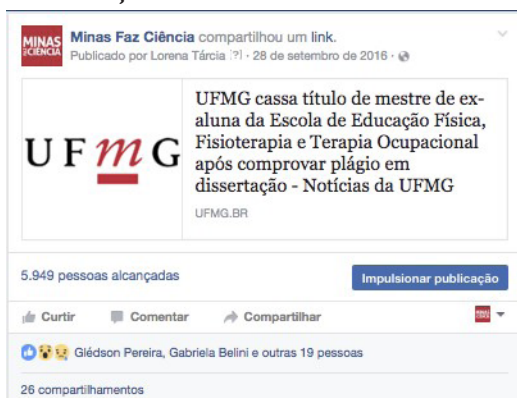 MINAS FAZ CIÊNCIA
Minas Faz Ciência compartilhou um link.
Publicado por Lorena Tárcia [?] · 28 de setembro de 2016 ·
UFMG
UFMG cassa título de mestre de ex-
aluna da Escola de Educação Física,
Fisioterapia e Terapia Ocupacional
após comprovar plágio em
dissertação - Notícias da UFMG
UFMG.BR
5.949 pessoas alcançadas
Impulsionar publicação
Curtir Comentar Compartilhar
Glédson Pereira, Gabriela Belini e outras 19 pessoas
26 compartilhamentos